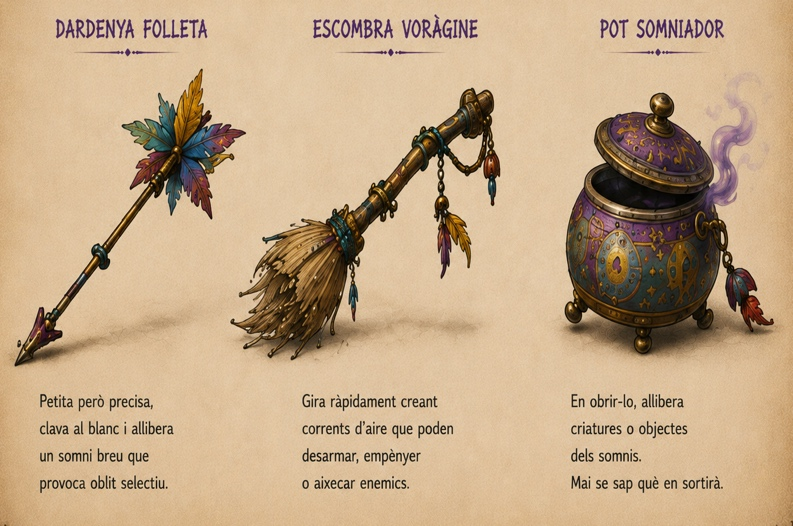 DARDENYA FOLLETA
ESCOMBRA VORÀGINE
POT SOMNIADOR
Petita però precisa,
clava al blanc i allibera
un somni breu que
provoca oblit selectiu.
Gira ràpidament creant
corrents d'aire que poden
desarmar, empènyer
o aixecar enemics.
En obrir-lo, allibera
criatures o objectes
dels somnis.
Mai se sap què en sortirà.